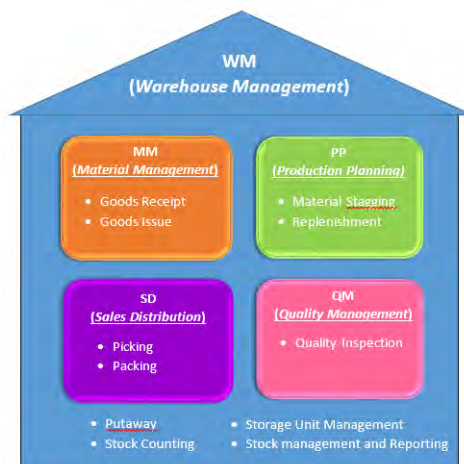 WM
(Warehouse Management)
MM
(Material Management)
• Goods Receipt
• Goods Issue
PP
(Production Planning)
• Material Stagging
• Replenishment
SD
(Sales Distribution)
• Picking
• Packing
QM
(Quality Management)
• Quality Inspection
• Putaway
• Stock Counting
• Storage Unit Management
• Stock management and Reporting